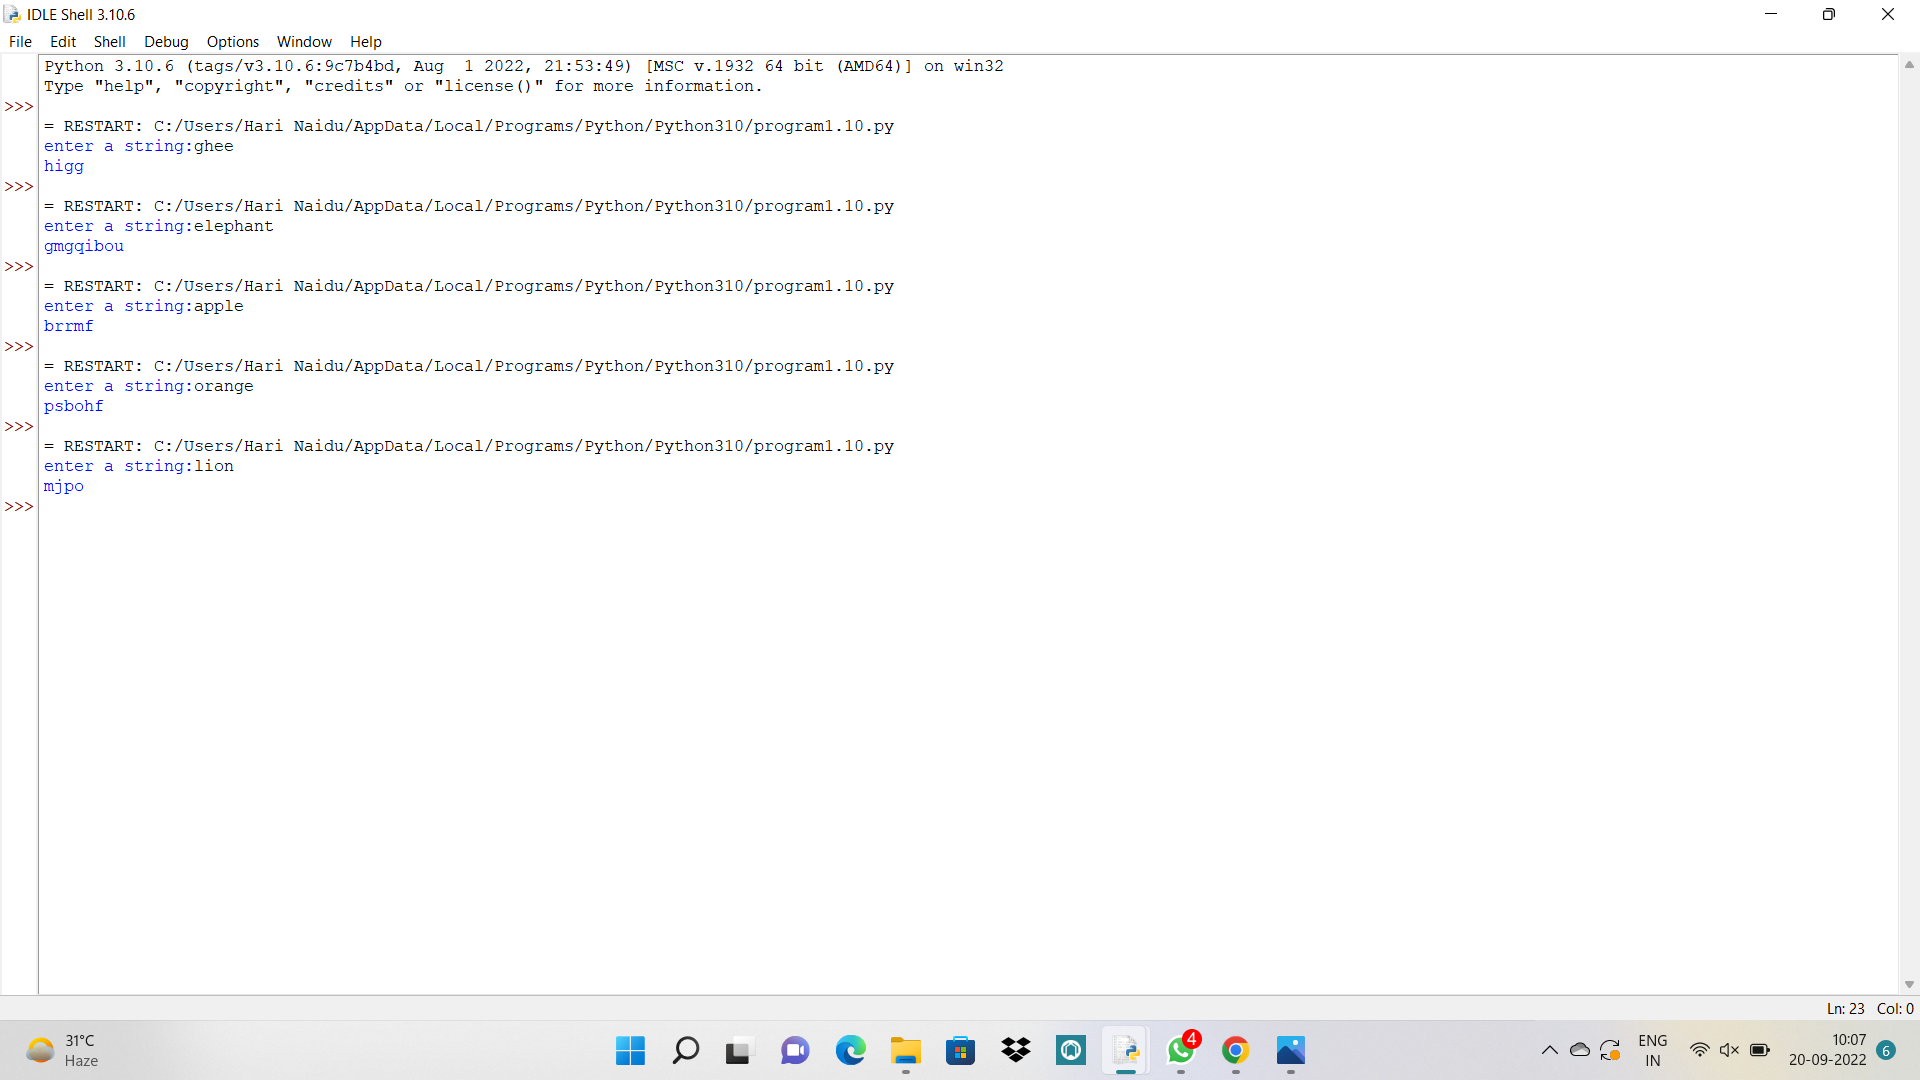 IDLE Shell 3.10.6
File Edit Shell Debug Options Window Help
Python 3.10.6 (tags/v3.10.6:9c7b4bd, Aug  1 2022, 21:53:49) [MSC v.1932 64 bit (AMD64)] on win32
Type "help", "copyright", "credits" or "license()" for more information.
>>>
= RESTART: C:/Users/Hari Naidu/AppData/Local/Programs/Python/Python310/program1.10.py
enter a string:ghee
higg
>>>
= RESTART: C:/Users/Hari Naidu/AppData/Local/Programs/Python/Python310/program1.10.py
enter a string:elephant
gmgqibou
>>>
= RESTART: C:/Users/Hari Naidu/AppData/Local/Programs/Python/Python310/program1.10.py
enter a string:apple
brrmf
>>>
= RESTART: C:/Users/Hari Naidu/AppData/Local/Programs/Python/Python310/program1.10.py
enter a string:orange
psbohf
>>>
= RESTART: C:/Users/Hari Naidu/AppData/Local/Programs/Python/Python310/program1.10.py
enter a string:lion
mjpo
>>>
Ln: 23 Col: 0
31°C
Haze
4
ENG
IN
10:07
20-09-2022
6